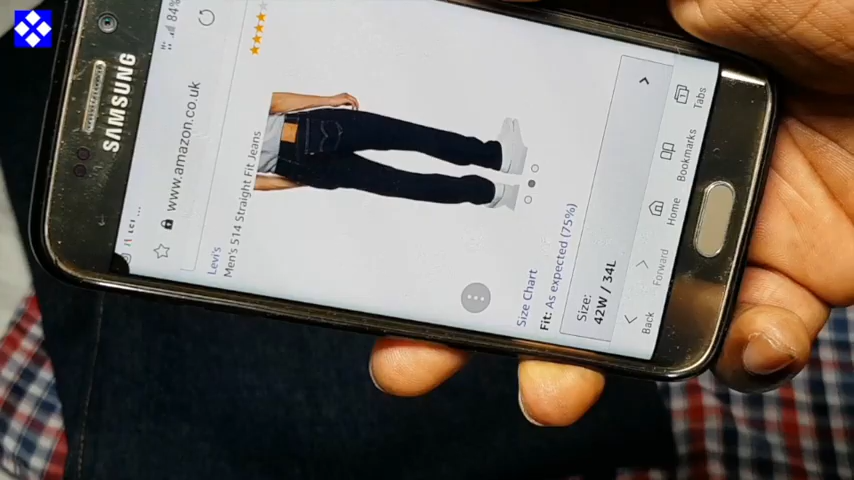 84%
SAMSUNG
www.amazon.co.uk
Levi's
Men's 514 Straight Fit Jeans
Size Chart
Fit: As expected (75%)
Size:
42W / 34L
Back
Forward
Home
Bookmarks
1
Tabs